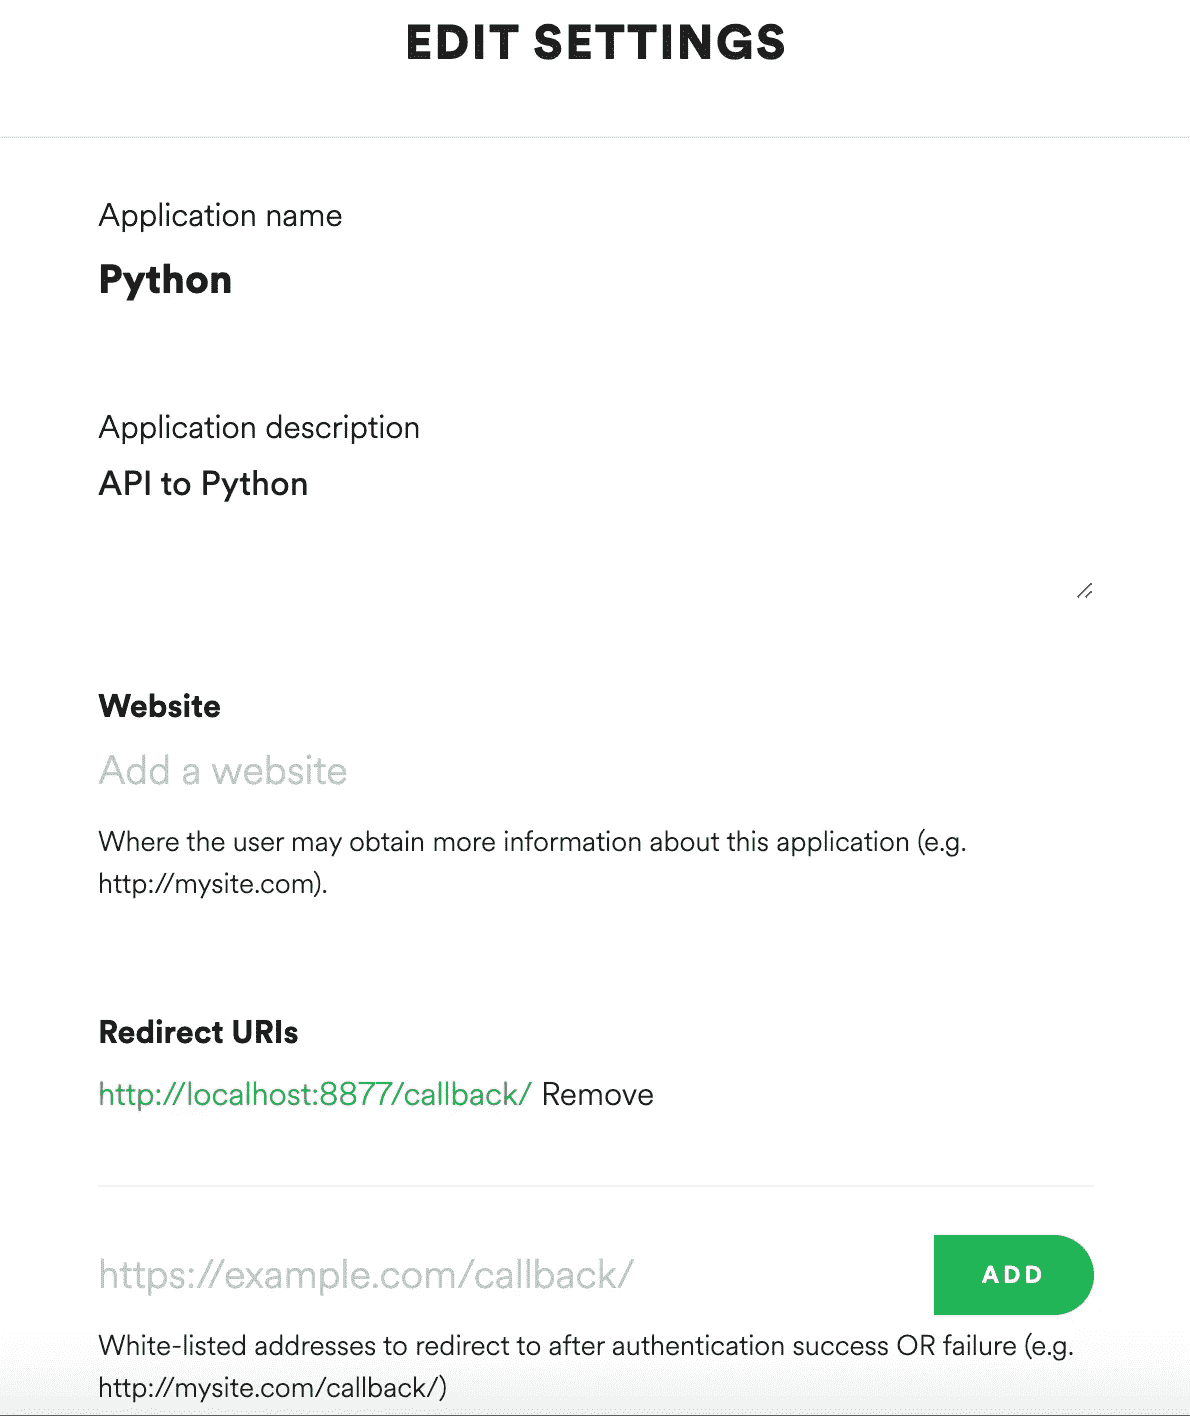 EDIT SETTINGS
Application name
Python
Application description
API to Python
Website
Add a website
Where the user may obtain more information about this application (e.g.
http://mysite.com).
Redirect URIs
http://localhost:8877/callback/ Remove
https://example.com/callback/
ADD
White-listed addresses to redirect to after authentication success OR failure (e.g.
http://mysite.com/callback/)